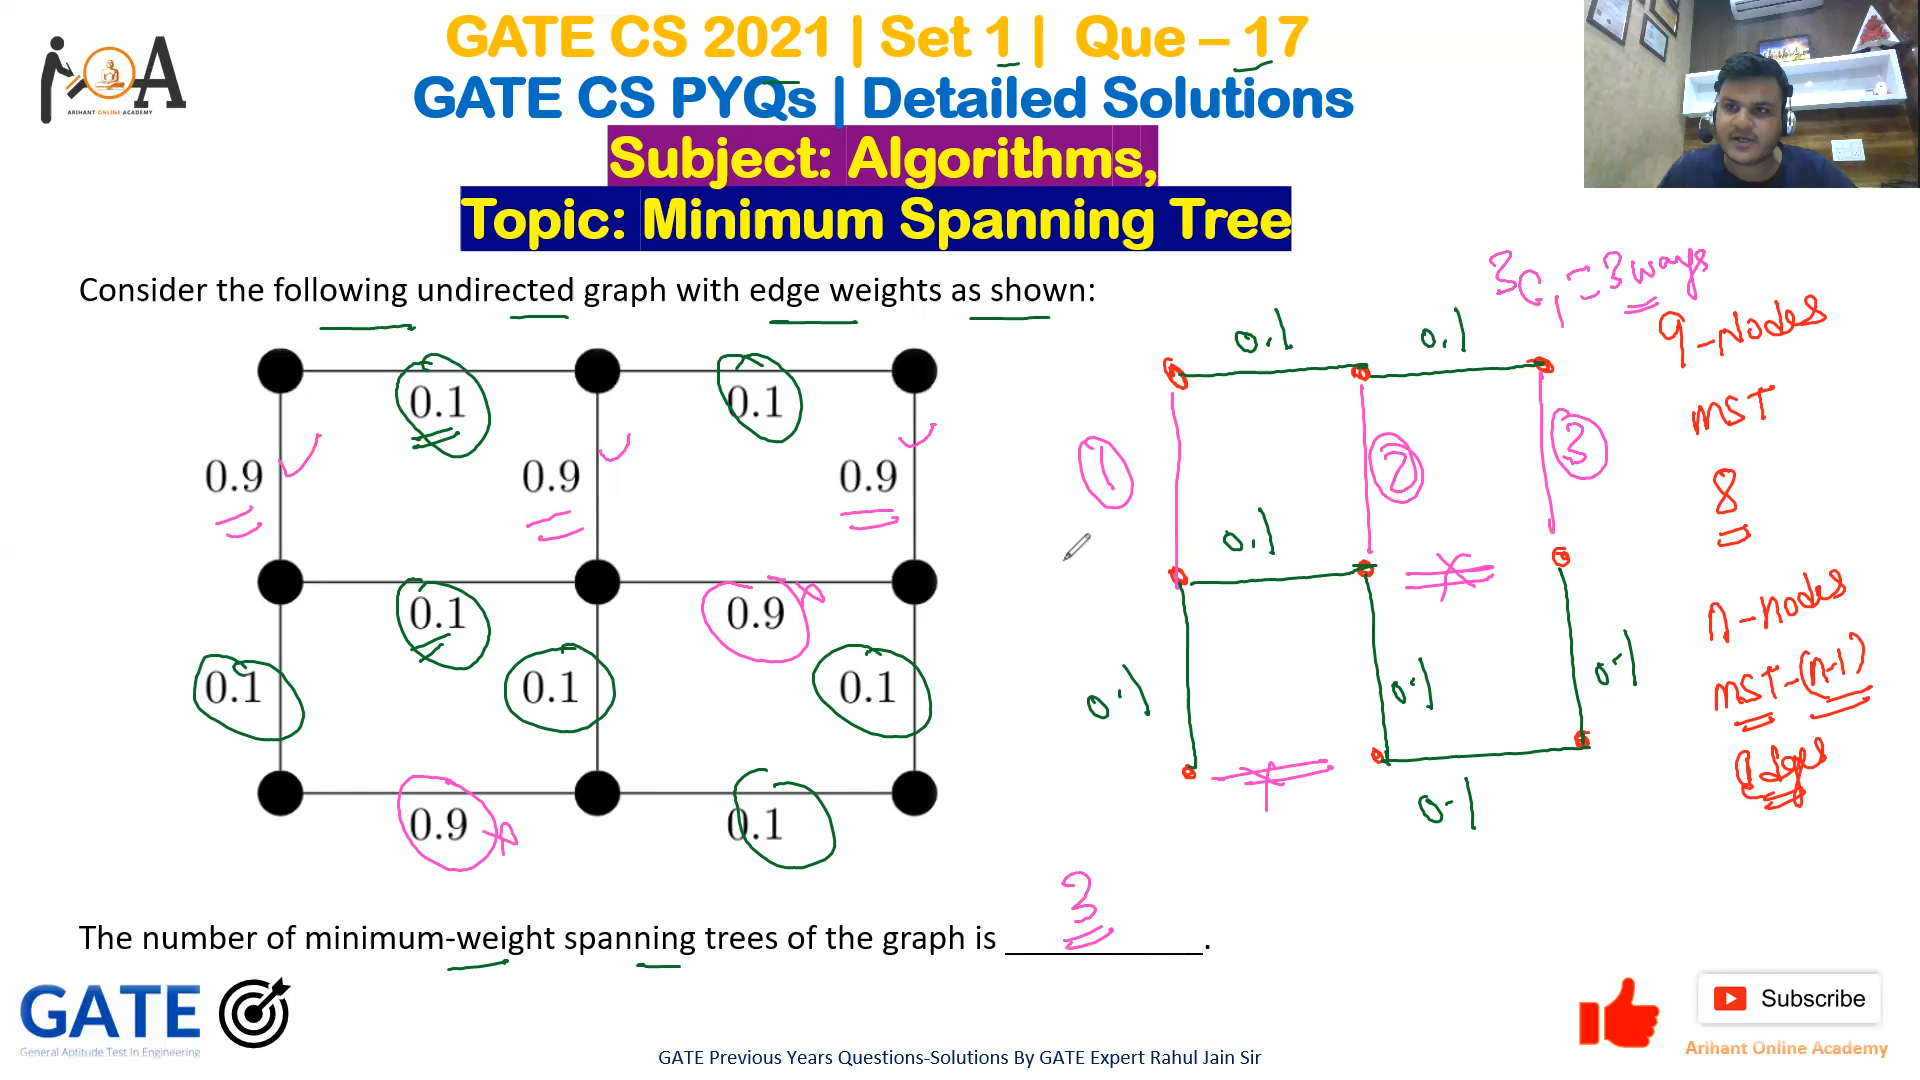 GATE CS 2021 | Set 1 | Que – 17
GATE CS PYQs | Detailed Solutions
Subject: Algorithms,
Topic: Minimum Spanning Tree
A
ARIHANT ONLINE ACADEMY
Consider the following undirected graph with edge weights as shown:
0.1 0.1
0.9 0.9 0.9
0.1 0.9
0.1 0.1 0.1
0.9 0.1
3C1 = 3 ways
0.1 0.1
1 2 3
0.1
0.1 0.1 0.1
0.1
9-Nodes
MST
8
n-nodes
MST-(n-1)
edges
The number of minimum-weight spanning trees of the graph is 3.
GATE
General Aptitude Test In Engineering
GATE Previous Years Questions-Solutions By GATE Expert Rahul Jain Sir
Subscribe
Arihant Online Academy